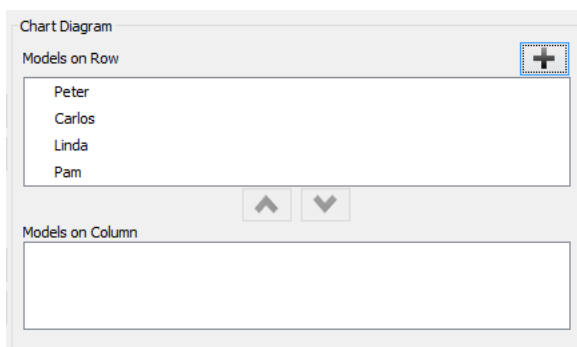 Chart Diagram
Models on Row
Peter
Carlos
Linda
Pam
Models on Column